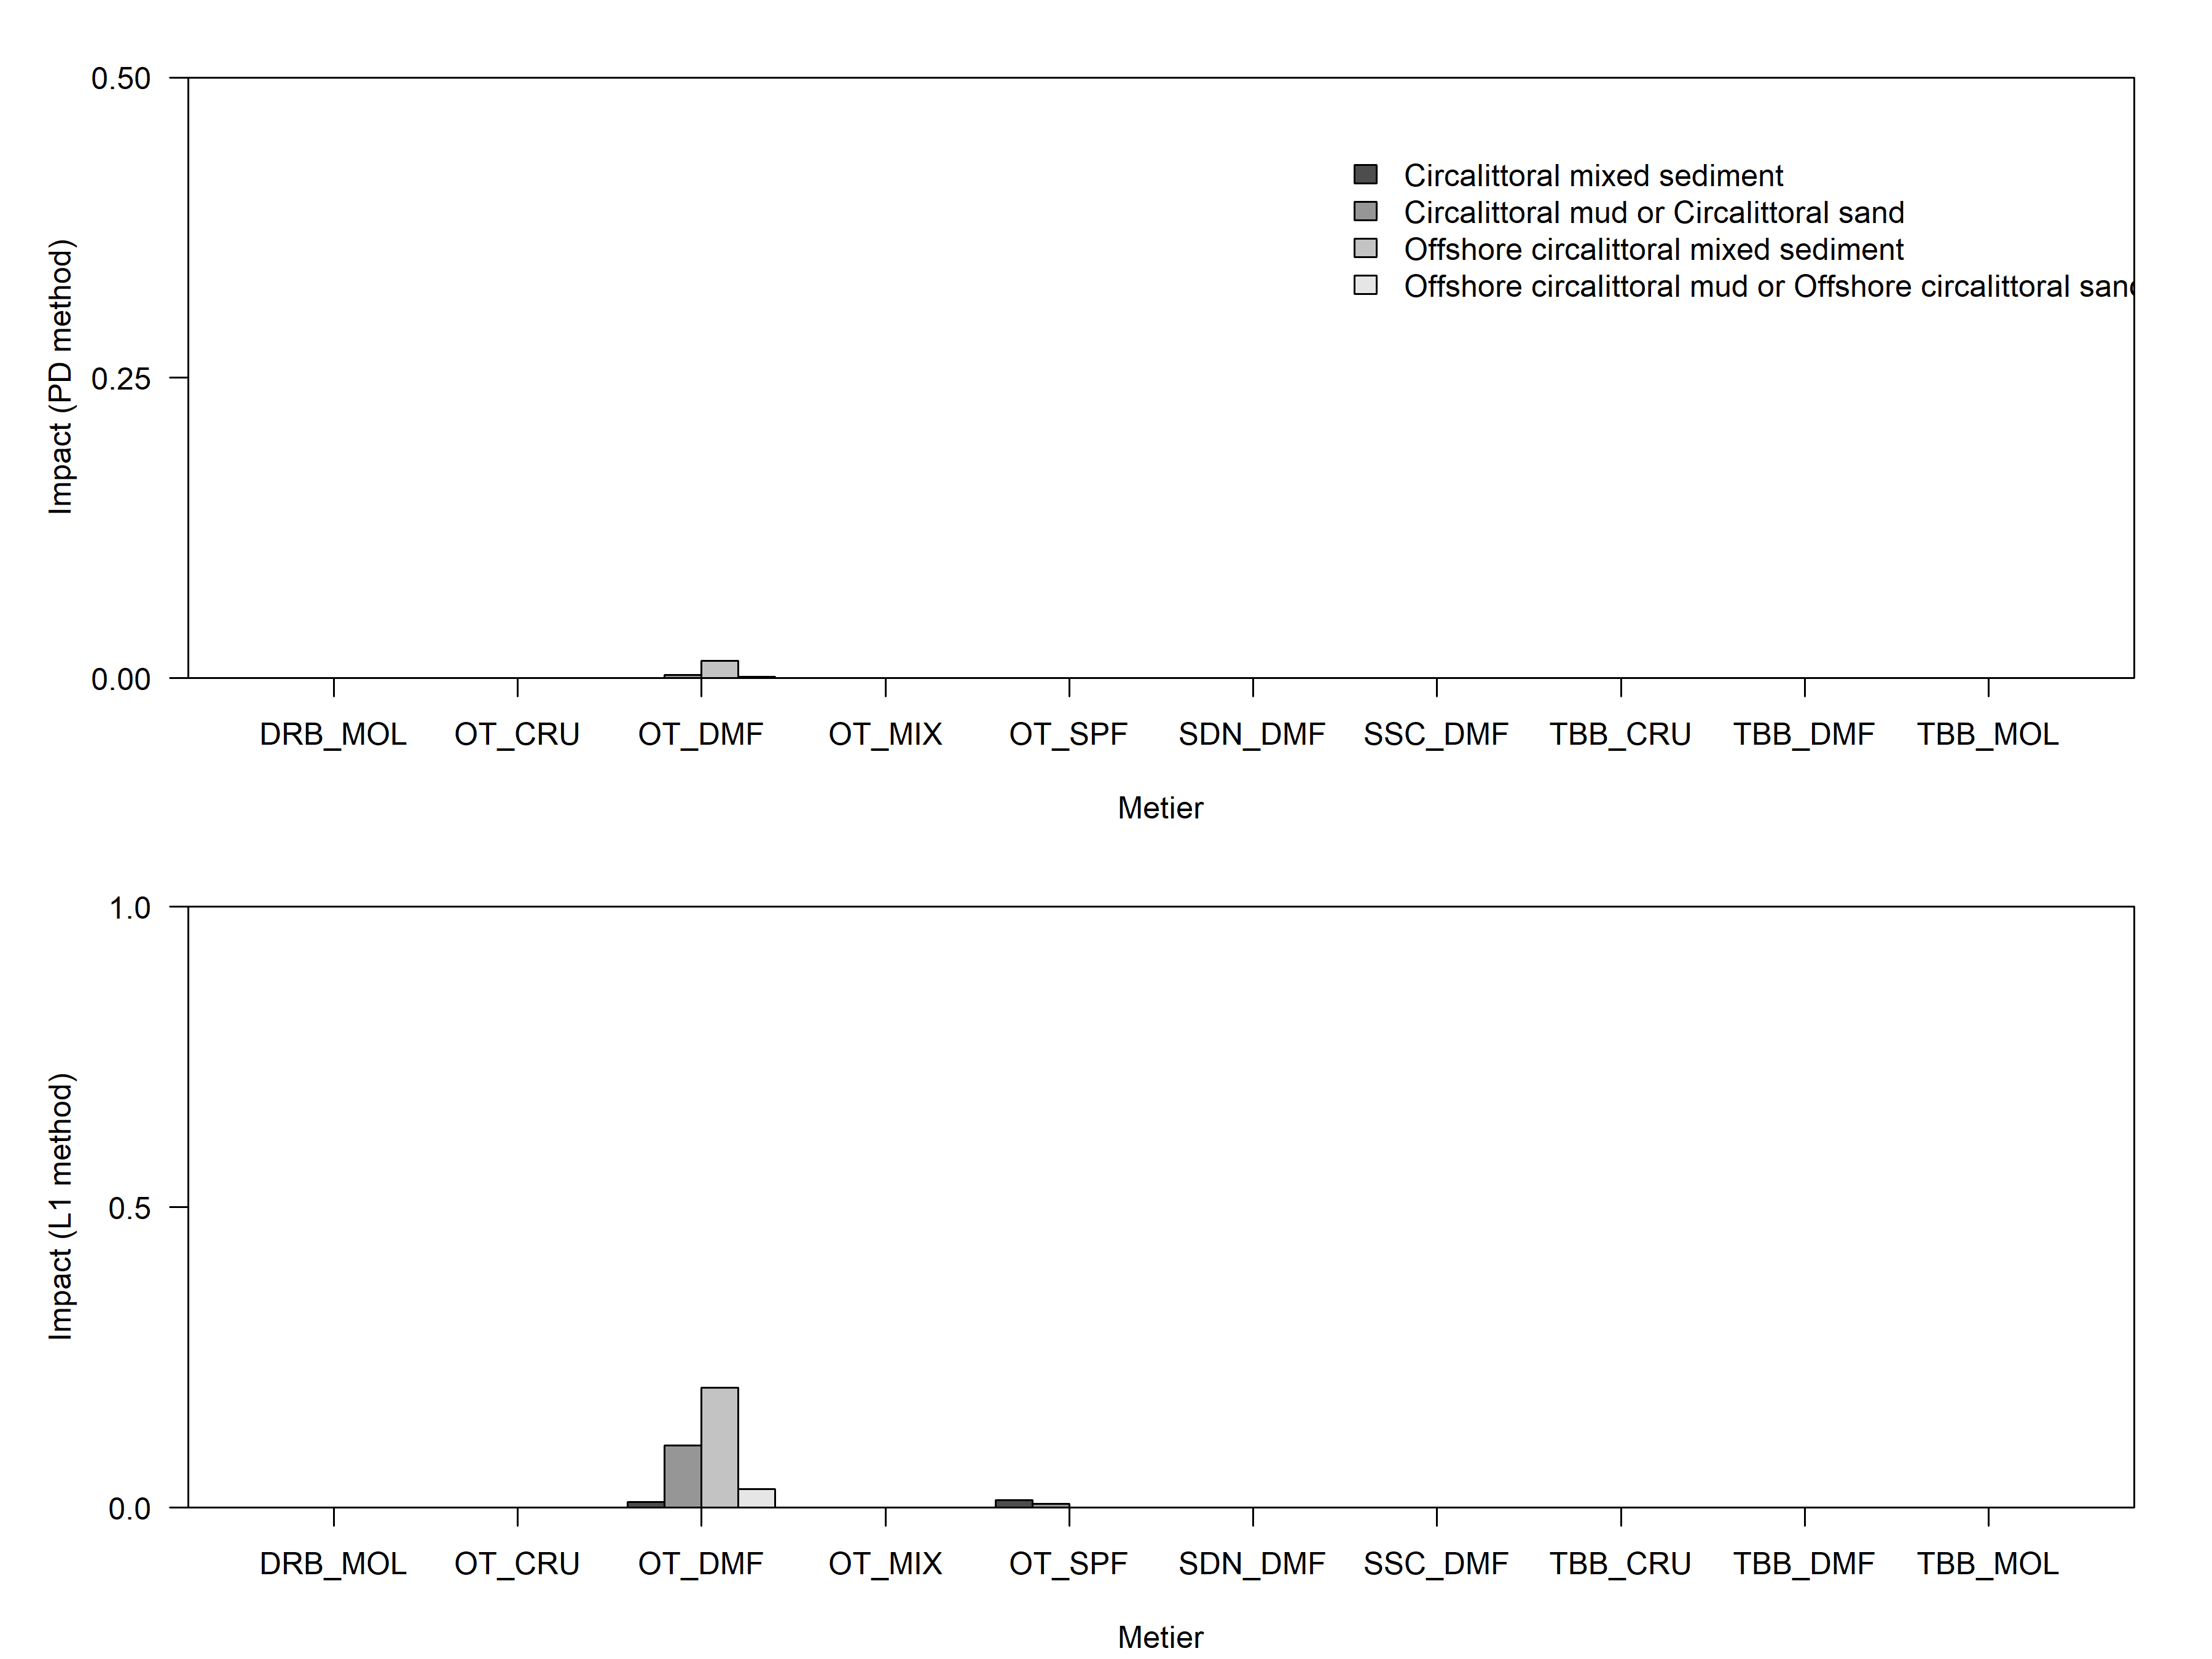 Impact (PD method)
0.50
0.25
0.00
Circalittoral mixed sediment
Circalittoral mud or Circalittoral sand
Offshore circalittoral mixed sediment
Offshore circalittoral mud or Offshore circalittoral sand
DRB_MOL OT_CRU OT_DMF OT_MIX OT_SPF SDN_DMF SSC_DMF TBB_CRU TBB_DMF TBB_MOL
Metier
Impact (L1 method)
1.0
0.5
0.0
DRB_MOL OT_CRU OT_DMF OT_MIX OT_SPF SDN_DMF SSC_DMF TBB_CRU TBB_DMF TBB_MOL
Metier